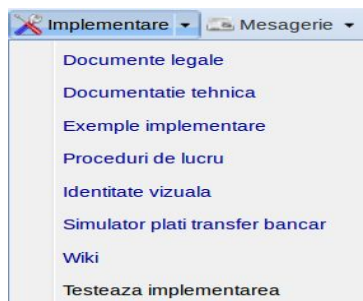 Implementare Mesagerie
Documente legale
Documentatie tehnica
Exemple implementare
Proceduri de lucru
Identitate vizuala
Simulator plati transfer bancar
Wiki
Testeaza implementarea